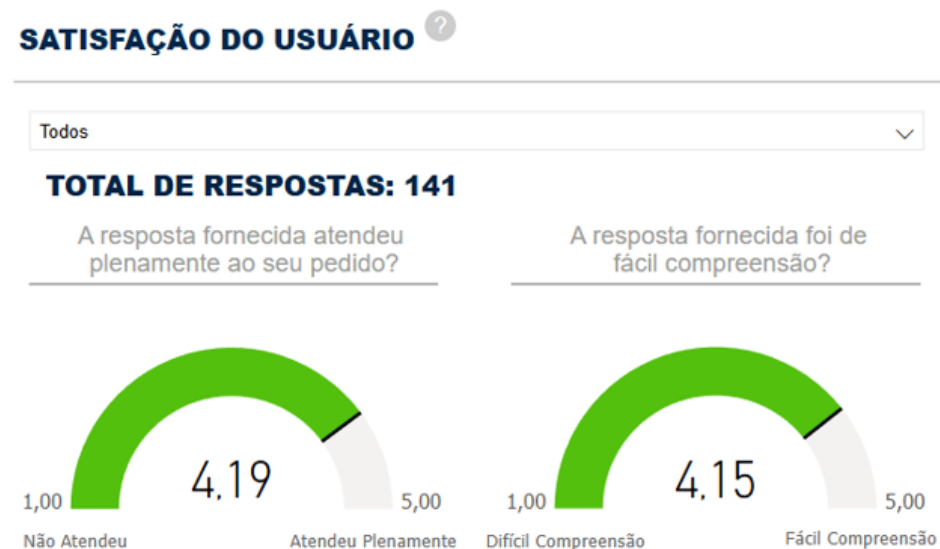 SATISFAÇÃO DO USUÁRIO ?
Todos
TOTAL DE RESPOSTAS: 141
A resposta fornecida atendeu
plenamente ao seu pedido?
4,19
1,00
5,00
Não Atendeu
Atendeu Plenamente
A resposta fornecida foi de
fácil compreensão?
4,15
1,00
5,00
Difícil Compreensão
Fácil Compreensão